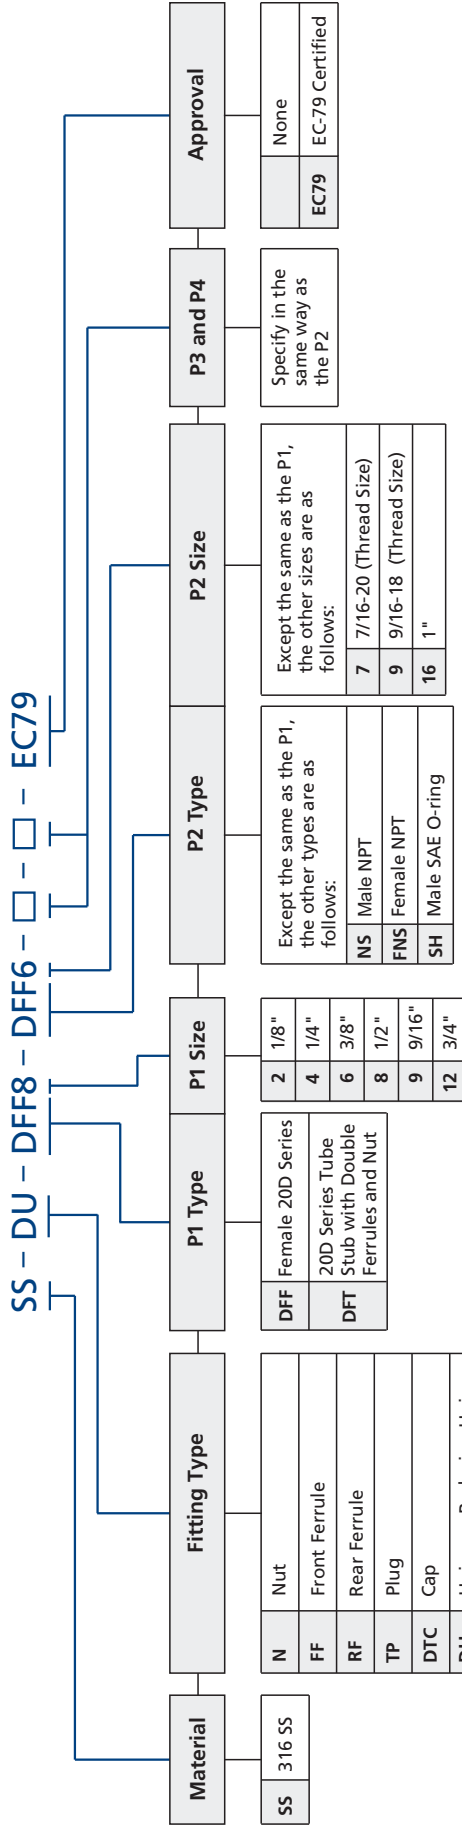 SS – DU – DFF8 – DFF6 – □ – □ – EC79
Material
SS 316 SS
Fitting Type
N Nut
FF Front Ferrule
RF Rear Ferrule
TP Plug
DTC Cap
P1 Type
DFF Female 20D Series
DFT 20D Series Tube
Stub with Double
Ferrules and Nut
P1 Size
2 1/8"
4 1/4"
6 3/8"
8 1/2"
9 9/16"
12 3/4"
P2 Type
Except the same as the P1,
the other types are as
follows:
NS Male NPT
FNS Female NPT
SH Male SAE O-ring
P2 Size
Except the same as the P1,
the other sizes are as
follows:
7 7/16-20 (Thread Size)
9 9/16-18 (Thread Size)
16 1"
P3 and P4
Specify in the
same way as
the P2
Approval
None
EC79 EC-79 Certified